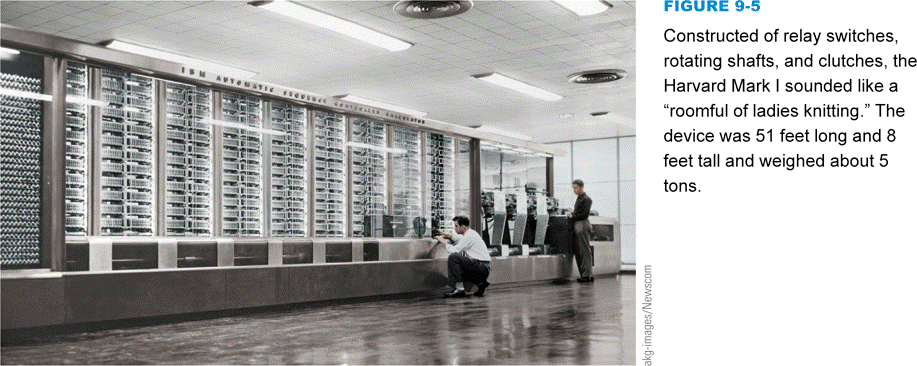 IBM AUTOMATIC SEQUENCE CONTROLLED CALCULATOR
FIGURE 9-5
Constructed of relay switches,
rotating shafts, and clutches, the
Harvard Mark I sounded like a
“roomful of ladies knitting.” The
device was 51 feet long and 8
feet tall and weighed about 5
tons.
akg-images/Newscom